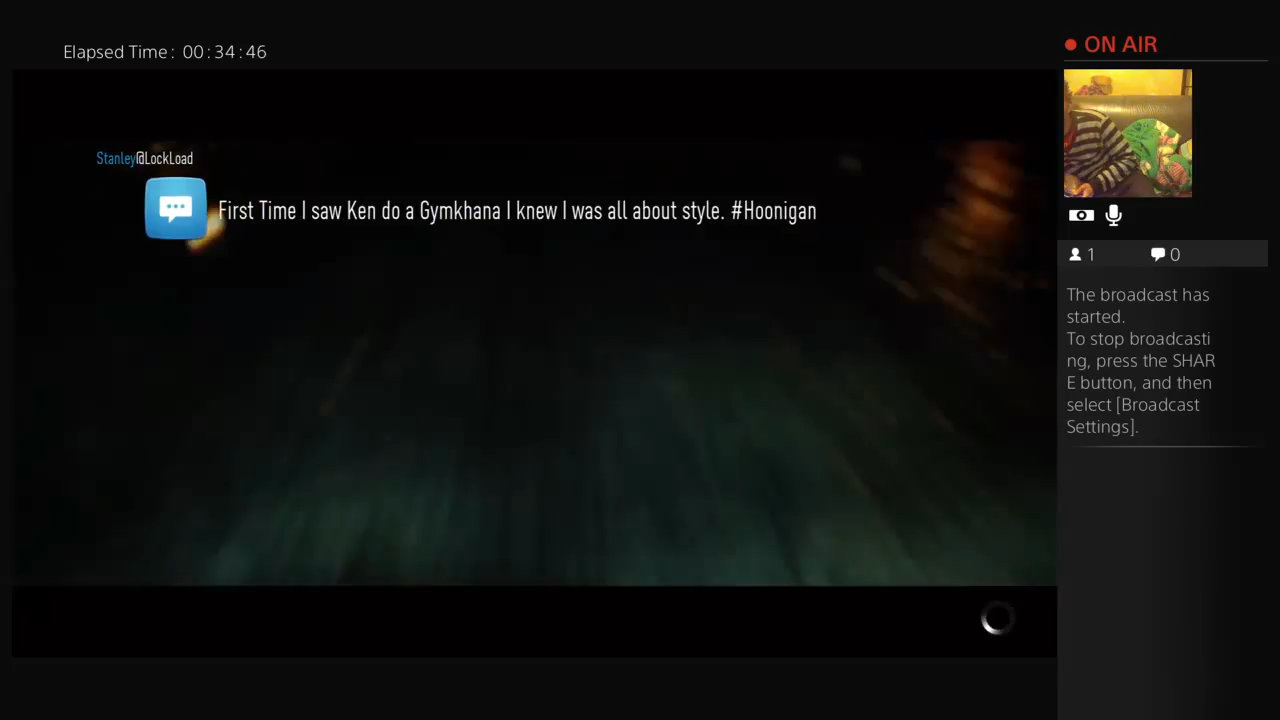 Elapsed Time: 00:34:46
ON AIR
Stanley@LockLoad
First Time I saw Ken do a Gymkhana I knew I was all about style. #Hoonigan
1
0
The broadcast has
started.
To stop broadcasti
ng, press the SHAR
E button, and then
select [Broadcast
Settings].